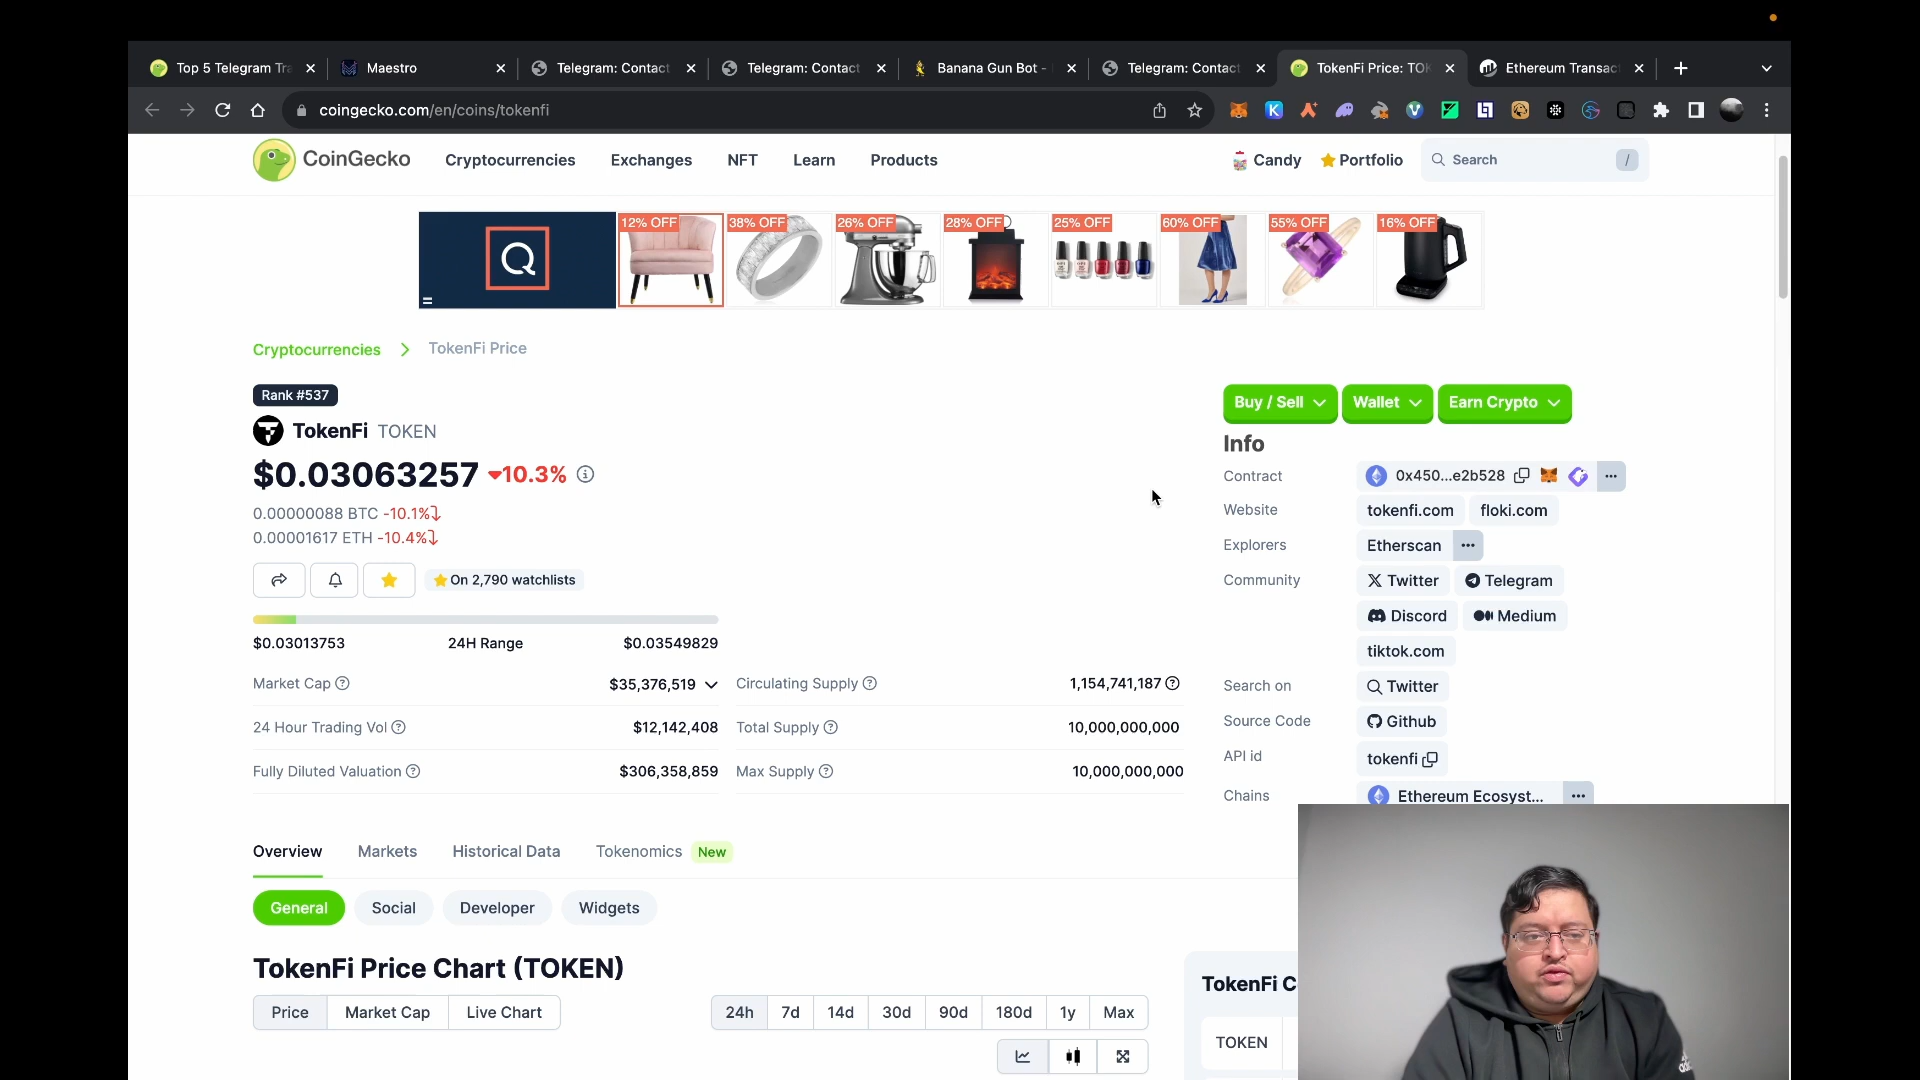 Top 5 Telegram Tra
Maestro
Telegram: Contact
Telegram: Contact
Banana Gun Bot -
Telegram: Contact
TokenFi Price: TOK
Ethereum Transac
coingecko.com/en/coins/tokenfi
CoinGecko
Cryptocurrencies
Exchanges
NFT
Learn
Products
Candy
Portfolio
Search
/
Q
12% OFF
38% OFF
26% OFF
28% OFF
25% OFF
60% OFF
55% OFF
16% OFF
Cryptocurrencies
TokenFi Price
Rank #537
TokenFi TOKEN
$0.03063257 10.3%
0.00000088 BTC -10.1%
0.00001617 ETH -10.4%
On 2,790 watchlists
$0.03013753 24H Range $0.03549829
Market Cap $35,376,519
Circulating Supply 1,154,741,187
24 Hour Trading Vol $12,142,408
Total Supply 10,000,000,000
Fully Diluted Valuation $306,358,859
Max Supply 10,000,000,000
Buy / Sell
Wallet
Earn Crypto
Info
Contract 0x450...e2b528
Website tokenfi.com floki.com
Explorers Etherscan
Community Twitter Telegram
Discord Medium
tiktok.com
Search on Twitter
Source Code Github
API id tokenfi
Chains Ethereum Ecosyst...
Overview
Markets
Historical Data
Tokenomics New
General
Social
Developer
Widgets
TokenFi Price Chart (TOKEN)
Price
Market Cap
Live Chart
24h
7d
14d
30d
90d
180d
1y
Max
TokenFi C
TOKEN